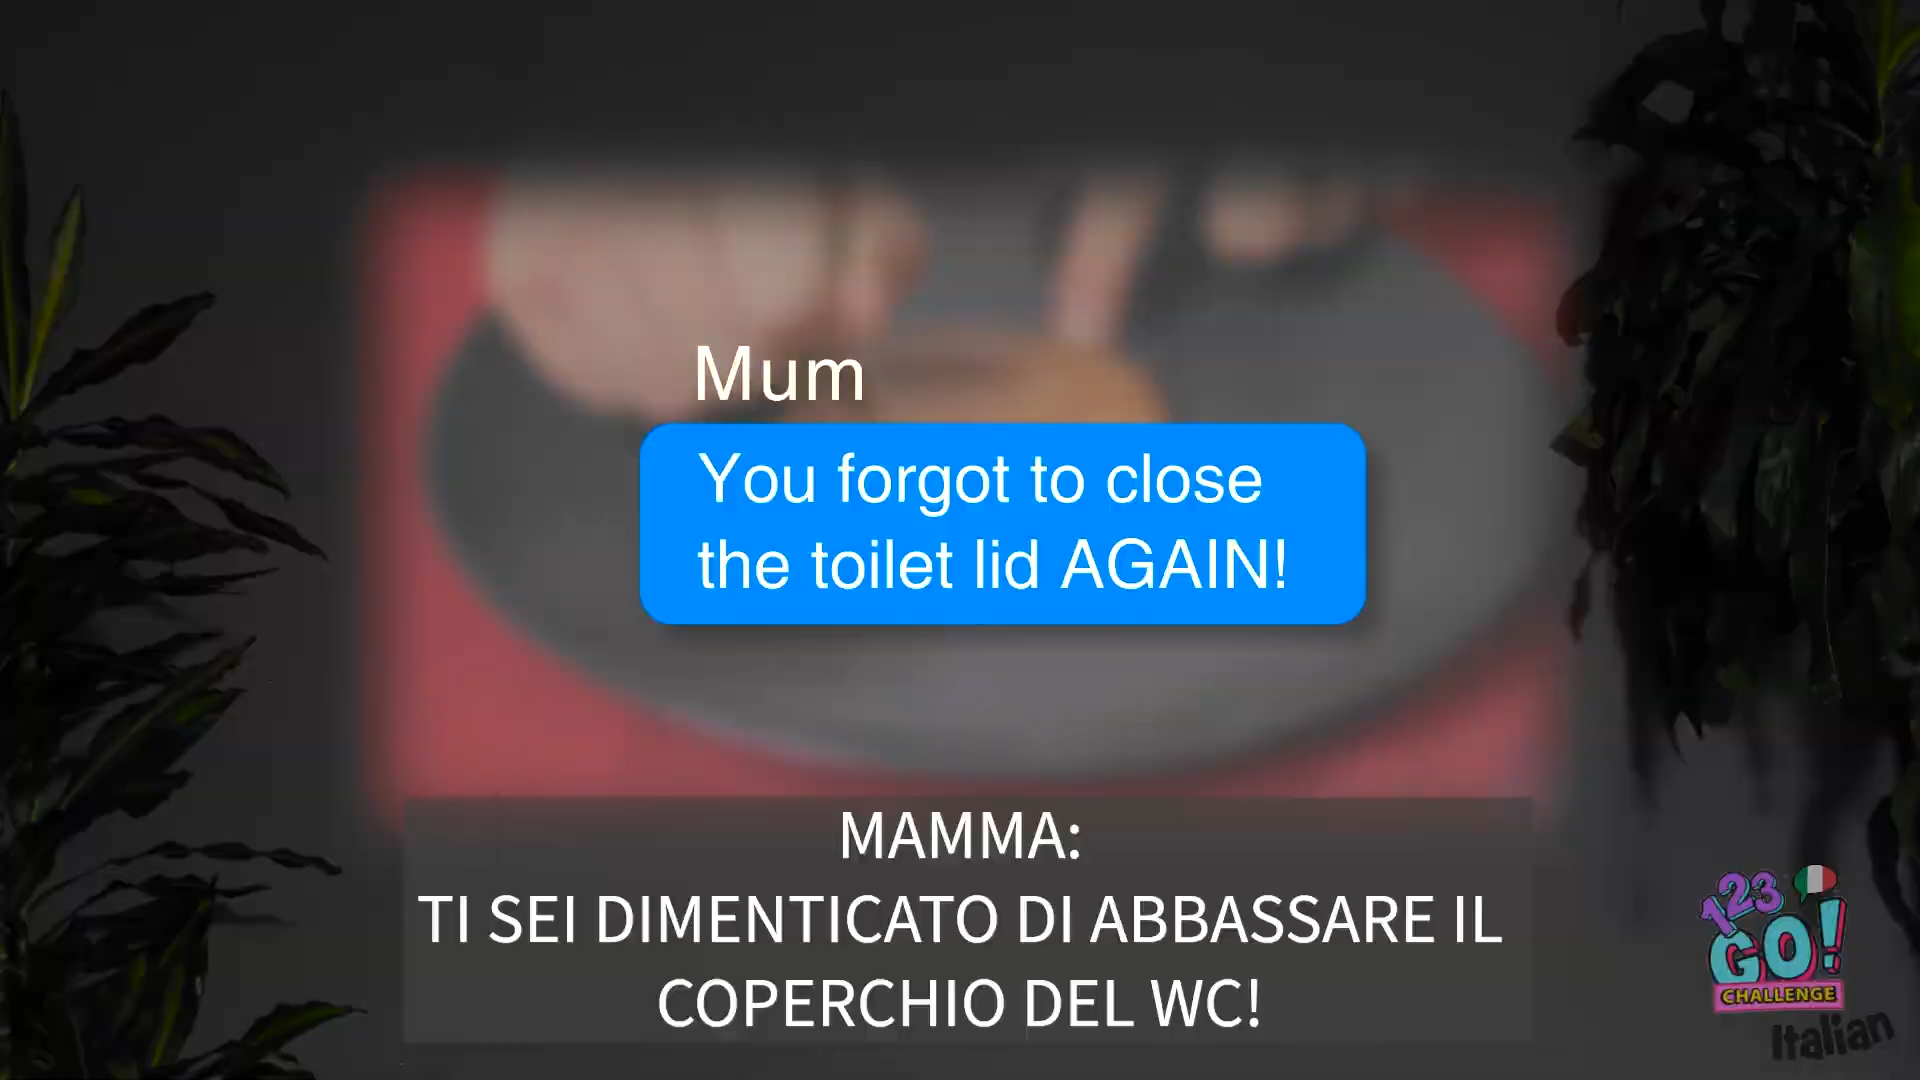 Mum
You forgot to close
the toilet lid AGAIN!
MAMMA:
TI SEI DIMENTICATO DI ABBASSARE IL
COPERCHIO DEL WC!
123
GO!
CHALLENGE
Italian